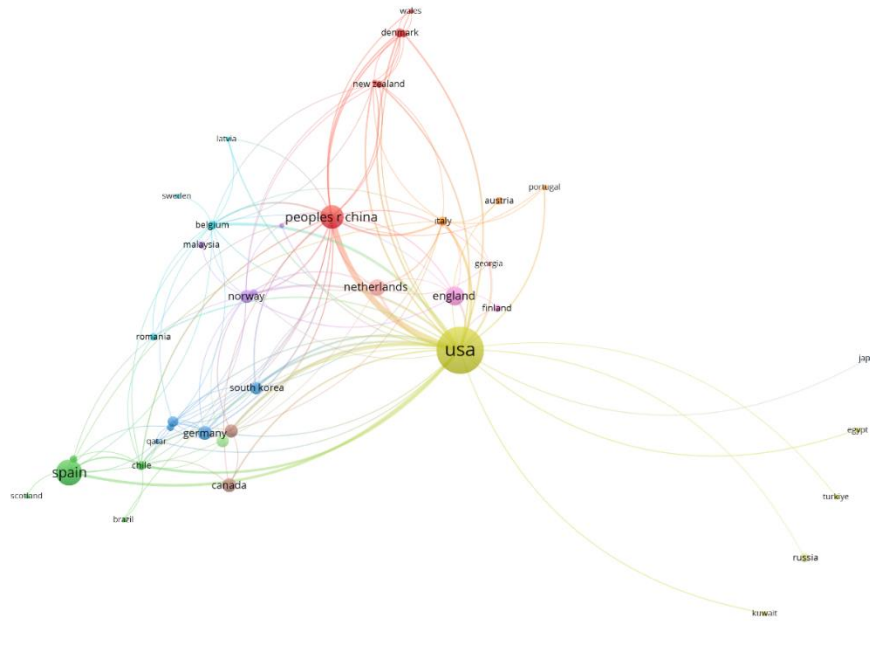 wales
denmark
new zealand
latvia
portugal
sweden
austria
peoples r china
italy
belgium
malaysia
georgia
netherlands
norway
england
finland
romania
usa
jap
south korea
egypt
germany
qatar
chile
spain
canada
scotland
turkiye
brazil
russia
kuwait